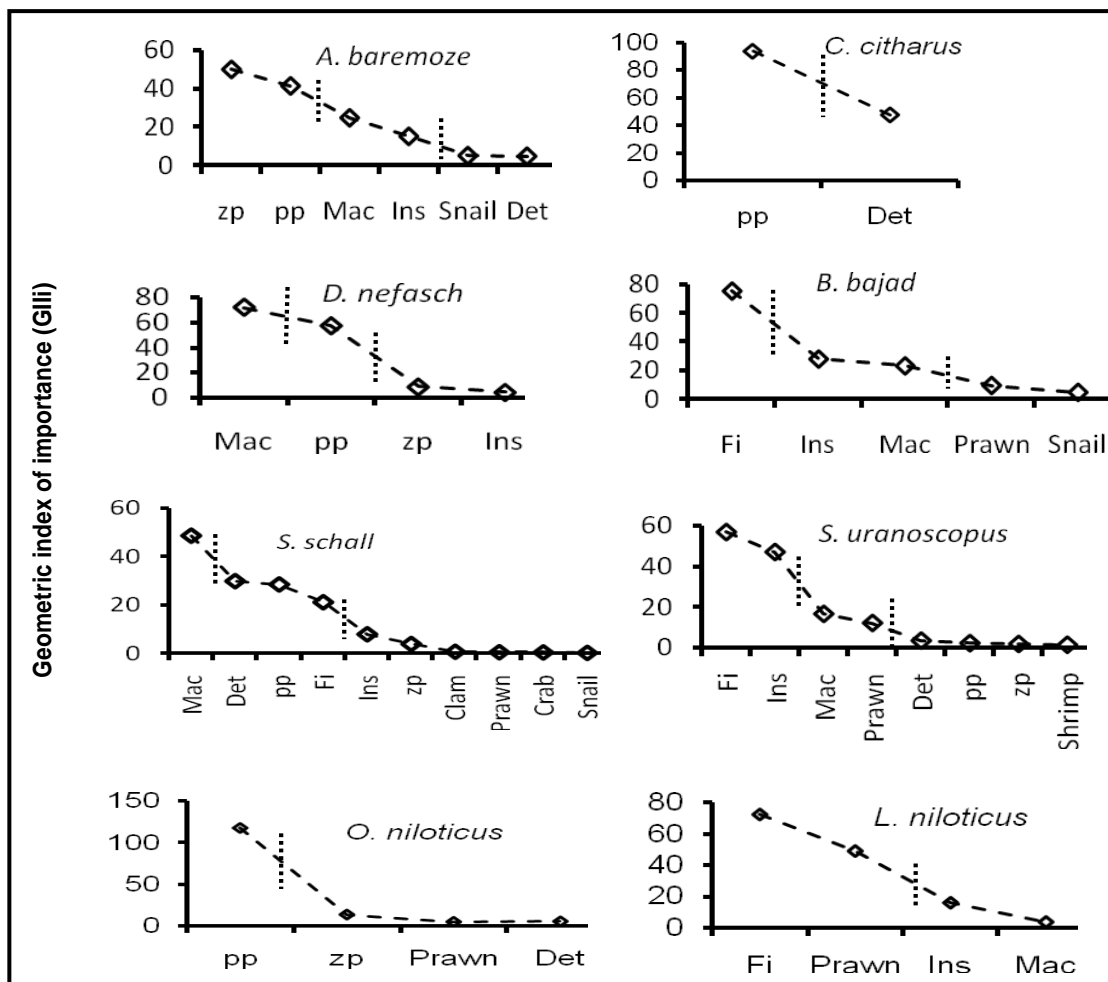 Geometric index of importance (GIIi)
A. baremoze
60
40
20
0
zp pp Mac Ins Snail Det
C. citharus
100
80
60
40
20
0
pp Det
D. nefasch
80
60
40
20
0
Mac pp zp Ins
B. bajad
80
60
40
20
0
Fi Ins Mac Prawn Snail
S. schall
60
40
20
0
Mac Det pp Fi Ins zp Clam Prawn Crab Snail
S. uranoscopus
60
40
20
0
Fi Ins Mac Prawn Det pp zp Shrimp
O. niloticus
150
100
50
0
pp zp Prawn Det
L. niloticus
80
60
40
20
0
Fi Prawn Ins Mac